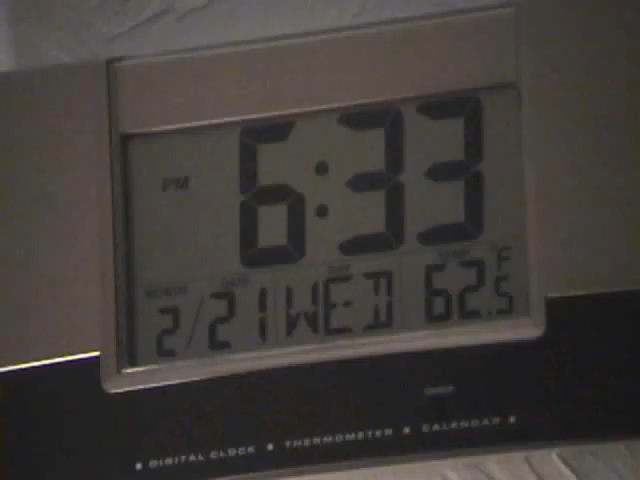 PM 6:33
MONTH DATE DAY TEMP F
2/21 WED 62.5
DIGITAL CLOCK • THERMOMETER • CALENDAR